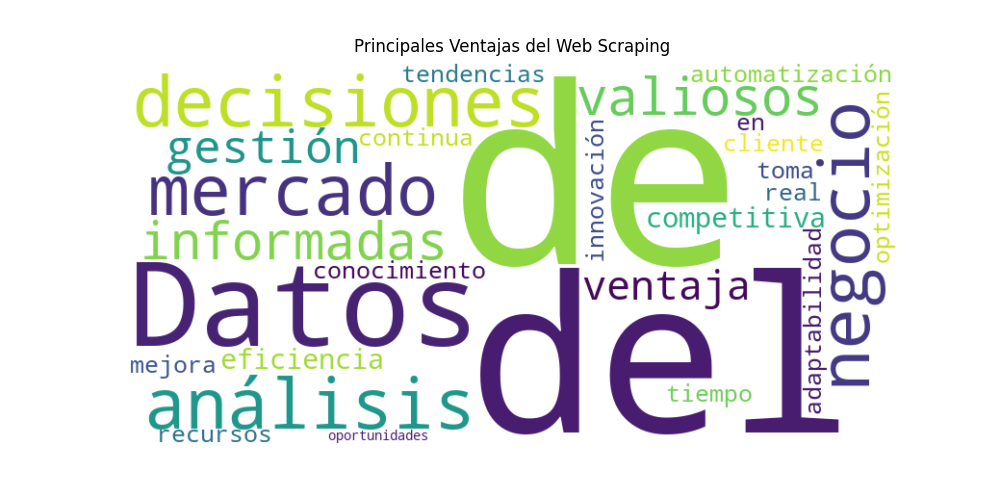 Principales Ventajas del Web Scraping
tendencias
automatización
decisiones
de
valiosos
en
continua
gestión
innovación
cliente
negocio
optimización
mercado
toma
real
informadas
competitiva
conocimiento
Datos
del
ventaja
adaptabilidad
mejora
eficiencia
análisis
tiempo
recursos
oportunidades